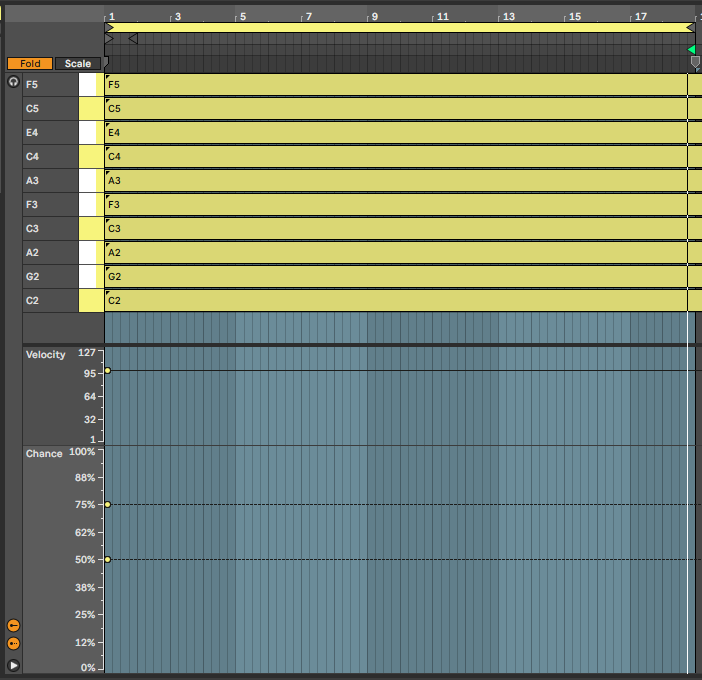 1 3 5 7 9 11 13 15 17
Fold Scale
F5 F5
C5 C5
E4 E4
C4 C4
A3 A3
F3 F3
C3 C3
A2 A2
G2 G2
C2 C2
Velocity 127
95
64
32
1
Chance 100%
88%
75%
62%
50%
38%
25%
12%
0%